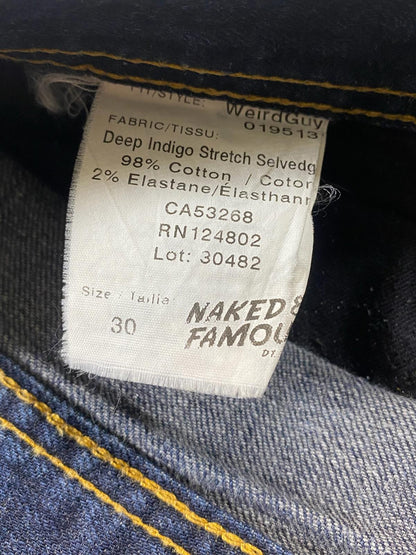 FIT/STYLE: WeirdGuy
019513
FABRIC/TISSU:
Deep Indigo Stretch Selvedg
98% Cotton / Coton
2% Elastane/Élasthann
CA53268
RN124802
Lot: 30482
Size / Taille:
30
NAKED &
FAMOU